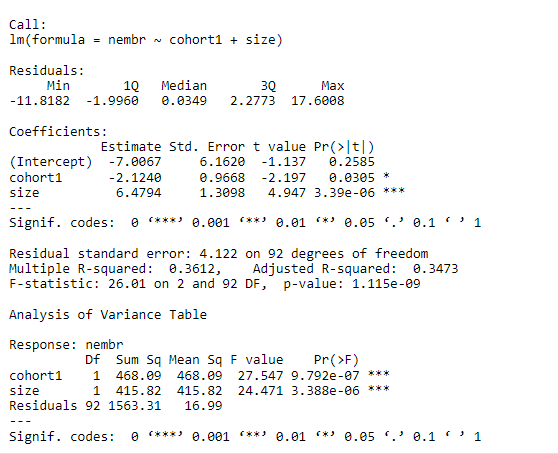 Call:
lm(formula = nembr ~ cohort1 + size)
Residuals:
Min 1Q Median 3Q Max
-11.8182 -1.9960 0.0349 2.2773 17.6008
Coefficients:
Estimate Std. Error t value Pr(>|t|)
(Intercept) -7.0067 6.1620 -1.137 0.2585
cohort1 -2.1240 0.9668 -2.197 0.0305 *
size 6.4794 1.3098 4.947 3.39e-06 ***
---
Signif. codes: 0 ‘***’ 0.001 ‘**’ 0.01 ‘*’ 0.05 ‘.’ 0.1 ‘ ’ 1
Residual standard error: 4.122 on 92 degrees of freedom
Multiple R-squared: 0.3612, Adjusted R-squared: 0.3473
F-statistic: 26.01 on 2 and 92 DF, p-value: 1.115e-09
Analysis of Variance Table
Response: nembr
Df Sum Sq Mean Sq F value Pr(>F)
cohort1 1 468.09 468.09 27.547 9.792e-07 ***
size 1 415.82 415.82 24.471 3.388e-06 ***
Residuals 92 1563.31 16.99
---
Signif. codes: 0 ‘***’ 0.001 ‘**’ 0.01 ‘*’ 0.05 ‘.’ 0.1 ‘ ’ 1